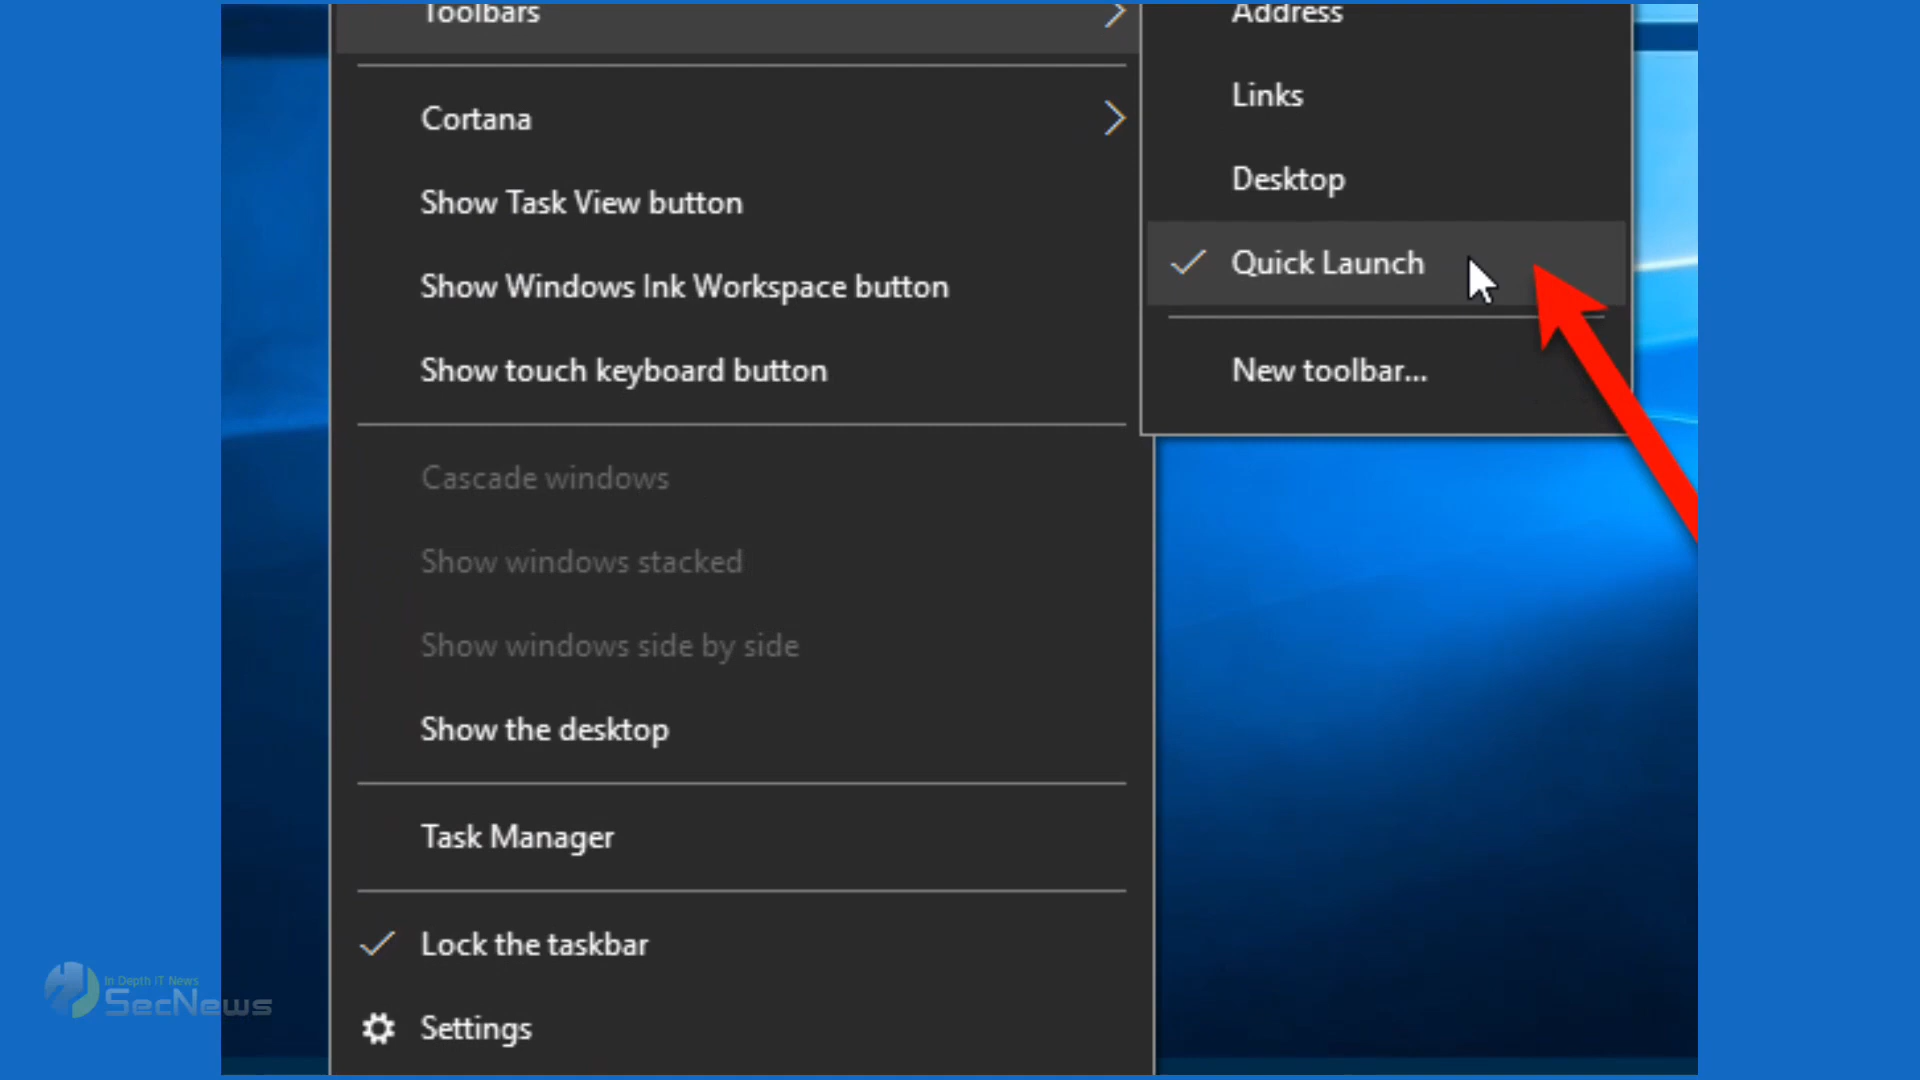 Toolbars
Cortana
Show Task View button
Show Windows Ink Workspace button
Show touch keyboard button
Cascade windows
Show windows stacked
Show windows side by side
Show the desktop
Task Manager
Lock the taskbar
Settings
Address
Links
Desktop
Quick Launch
New toolbar...
In Depth IT News
SecNews